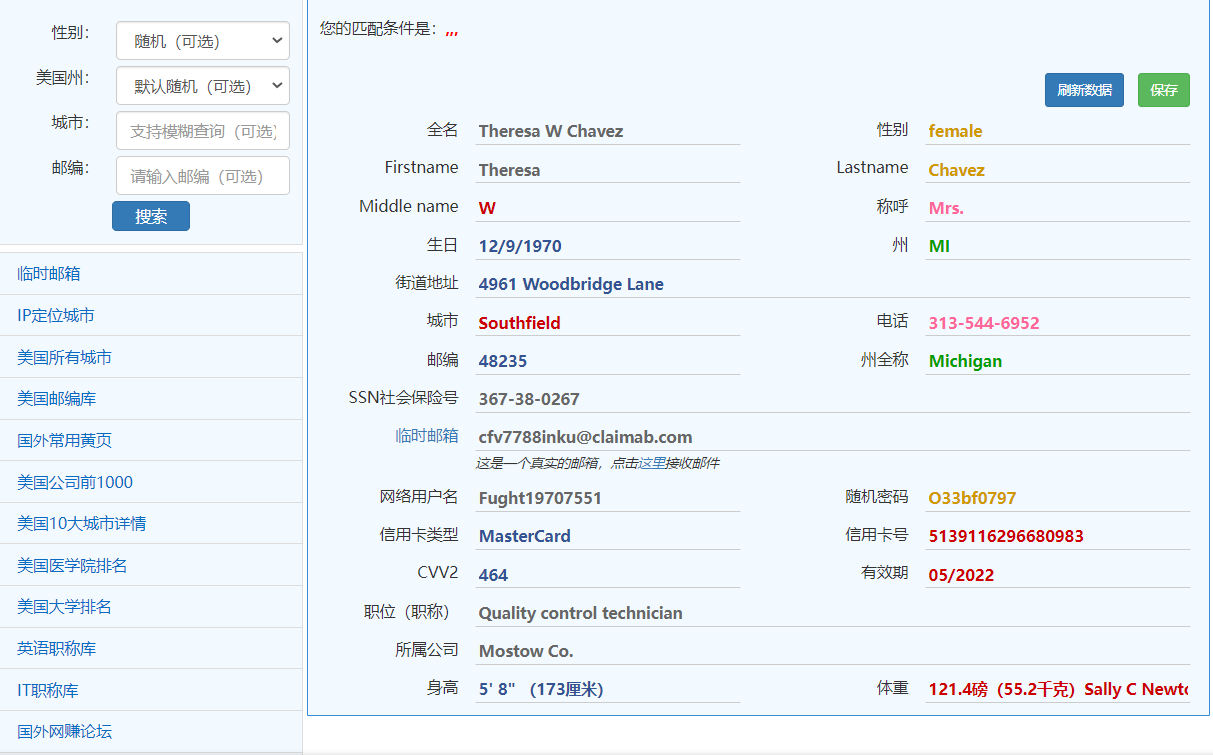 性别：
随机（可选）
美国州：
默认随机（可选）
城市：
支持模糊查询（可选）
邮编：
请输入邮编（可选）
搜索
临时邮箱
IP定位城市
美国所有城市
美国邮编库
国外常用黄页
美国公司前1000
美国10大城市详情
美国医学院排名
美国大学排名
英语职称库
IT职称库
国外网赚论坛
您的匹配条件是：,,,
刷新数据 保存
全名 Theresa W Chavez 性别 female
Firstname Theresa Lastname Chavez
Middle name W 称呼 Mrs.
生日 12/9/1970 州 MI
街道地址 4961 Woodbridge Lane
城市 Southfield 电话 313-544-6952
邮编 48235 州全称 Michigan
SSN社会保险号 367-38-0267
临时邮箱 cfv7788inku@claimab.com
这是一个真实的邮箱，点击这里接收邮件
网络用户名 Fught19707551 随机密码 O33bf0797
信用卡类型 MasterCard 信用卡号 5139116296680983
CVV2 464 有效期 05/2022
职位（职称） Quality control technician
所属公司 Mostow Co.
身高 5' 8" （173厘米） 体重 121.4磅（55.2千克）Sally C Newto